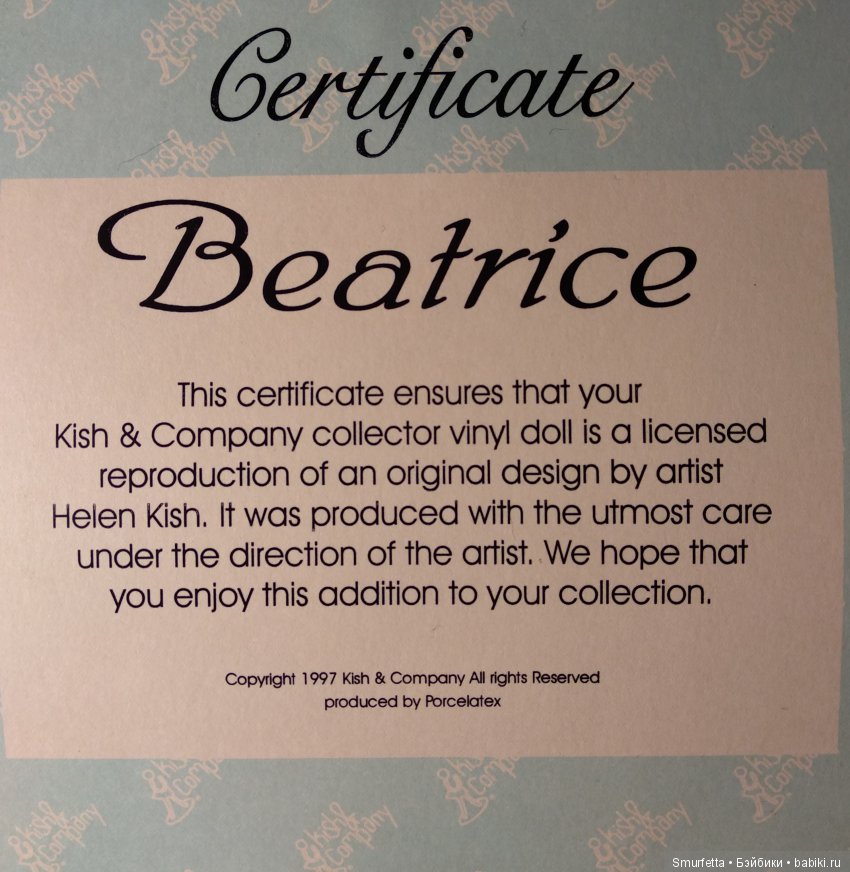 Certificate
Beatrice
This certificate ensures that your
Kish & Company collector vinyl doll is a licensed
reproduction of an original design by artist
Helen Kish. It was produced with the utmost care
under the direction of the artist. We hope that
you enjoy this addition to your collection.
Copyright 1997 Kish & Company All rights Reserved
produced by Porcelatex
Smurfetta • Бэйбики • babiki.ru